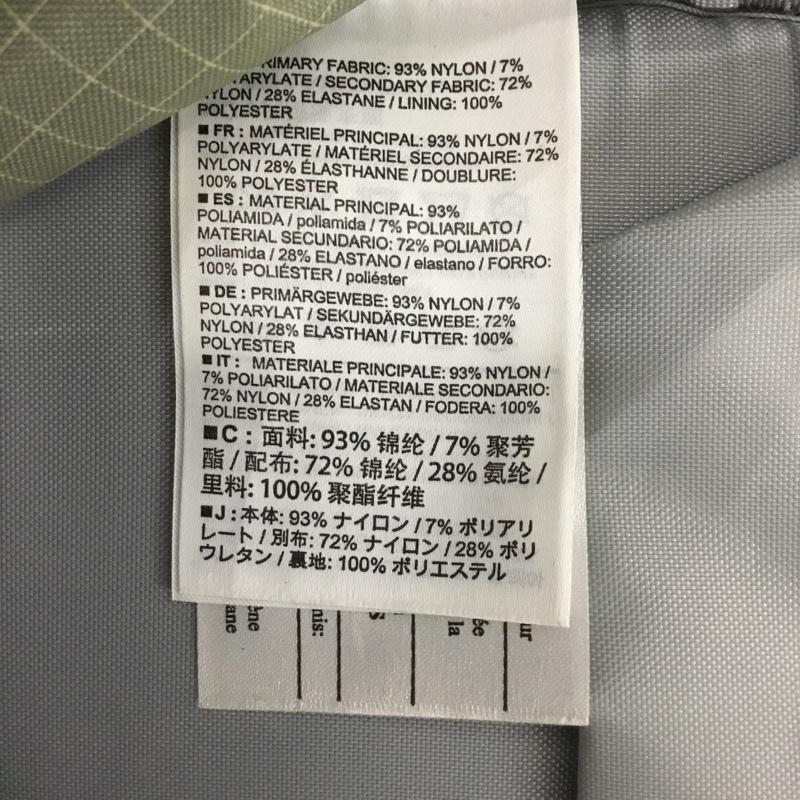 PRIMARY FABRIC: 93% NYLON / 7%
POLYARYLATE / SECONDARY FABRIC: 72%
NYLON / 28% ELASTANE / LINING: 100%
POLYESTER
■ FR : MATÉRIEL PRINCIPAL: 93% NYLON / 7%
POLYARYLATE / MATÉRIEL SECONDAIRE: 72%
NYLON / 28% ÉLASTHANNE / DOUBLURE:
100% POLYESTER
■ ES : MATERIAL PRINCIPAL: 93%
POLIAMIDA / poliamida / 7% POLIARILATO /
MATERIAL SECUNDARIO: 72% POLIAMIDA /
poliamida / 28% ELASTANO / elastano / FORRO:
100% POLIÉSTER / poliéster
■ DE : PRIMÄRGEWEBE: 93% NYLON / 7%
POLYARYLAT / SEKUNDÄRGEWEBE: 72%
NYLON / 28% ELASTHAN / FUTTER: 100%
POLYESTER
■ IT : MATERIALE PRINCIPALE: 93% NYLON /
7% POLIARILATO / MATERIALE SECONDARIO:
72% NYLON / 28% ELASTAN / FODERA: 100%
POLIESTERE
■ C : 面料: 93% 锦纶 / 7% 聚芳
酯 / 配布: 72% 锦纶 / 28% 氨纶 /
里料: 100% 聚酯纤维
■ J : 本体: 93% ナイロン / 7% ポリアリ
レート / 別布: 72% ナイロン / 28% ポリ
ウレタン / 裏地: 100% ポリエステル